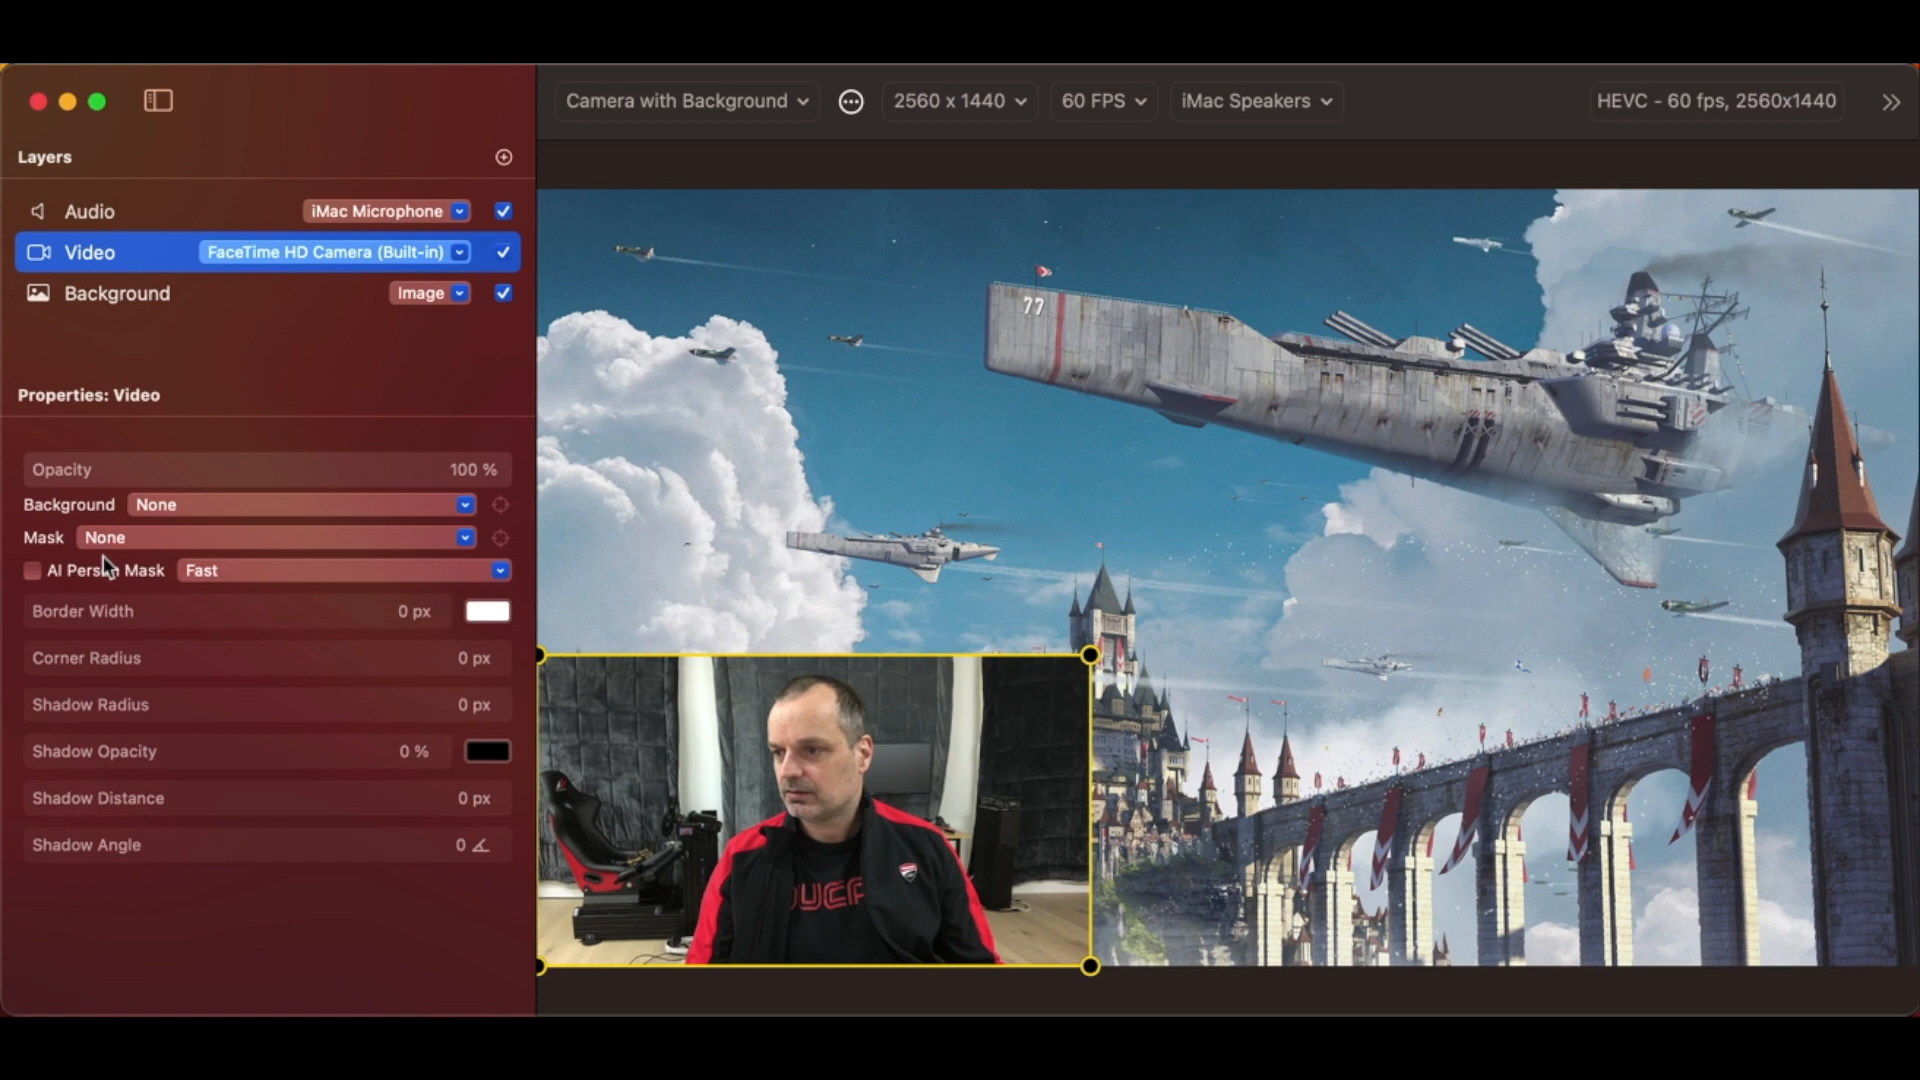 Camera with Background 2560 x 1440 60 FPS iMac Speakers HEVC - 60 fps, 2560x1440
Layers
Audio iMac Microphone
Video FaceTime HD Camera (Built-in)
Background Image
Properties: Video
Opacity 100 %
Background None
Mask None
AI Person Mask Fast
Border Width 0 px
Corner Radius 0 px
Shadow Radius 0 px
Shadow Opacity 0 %
Shadow Distance 0 px
Shadow Angle 0
77